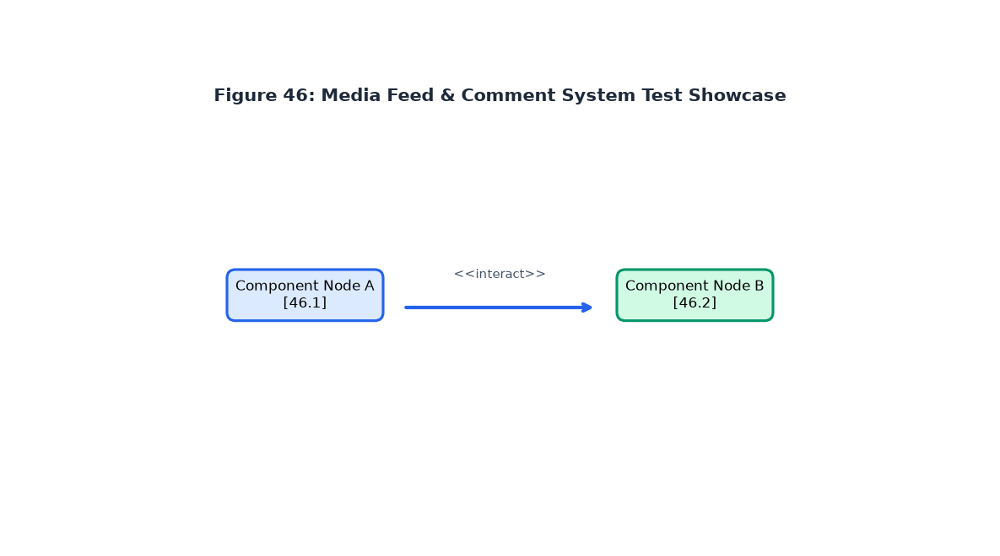 Figure 46: Media Feed & Comment System Test Showcase
<<interact>>
Component Node A
[46.1]
Component Node B
[46.2]